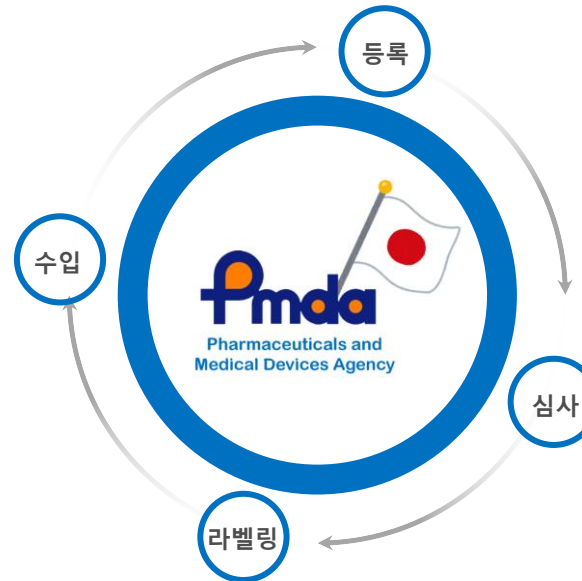 등록
수입
pmda
Pharmaceuticals and
Medical Devices Agency
심사
라벨링